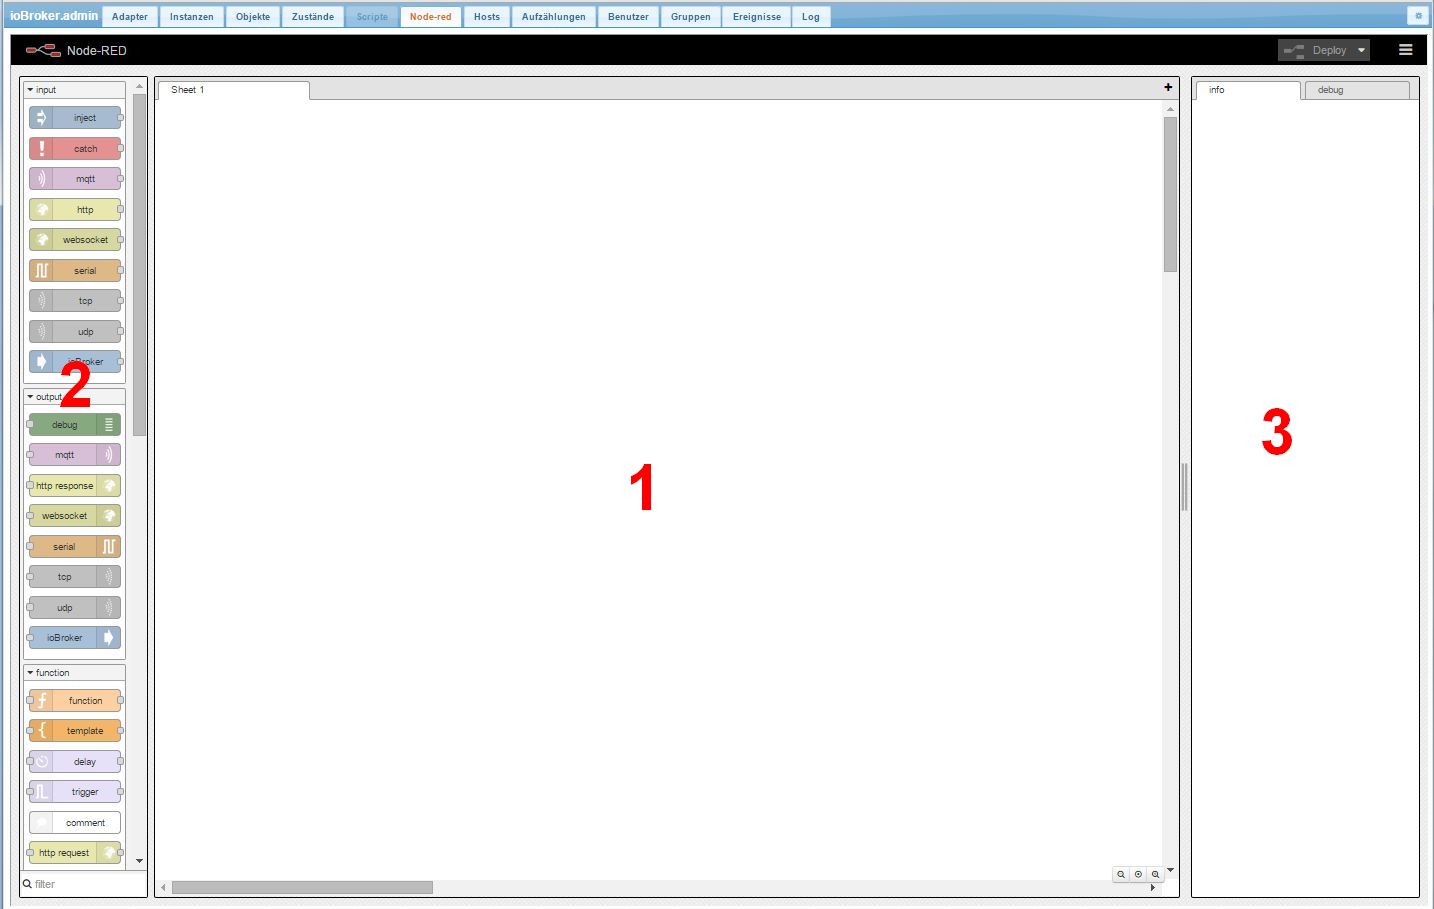 ioBroker.admin Adapter Instanzen Objekte Zustände Scripte Node-red Hosts Aufzählungen Benutzer Gruppen Ereignisse Log
Node-RED Deploy
input
inject
catch
mqtt
http
websocket
serial
tcp
udp
ioBroker
2
output
debug
mqtt
http response
websocket
serial
tcp
udp
ioBroker
function
function
template
delay
trigger
comment
http request
filter
Sheet 1
1
info debug
3